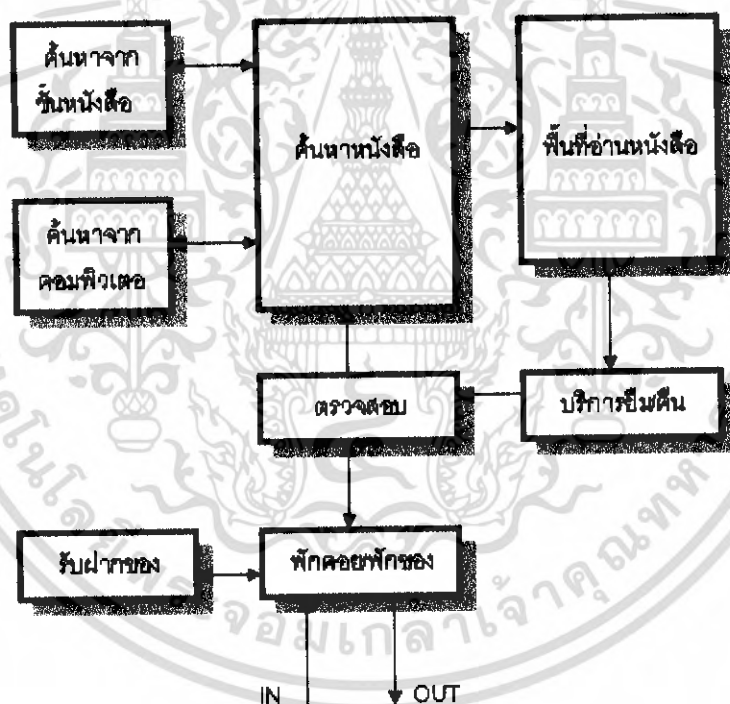 ค้นหาจาก
ชั้นหนังสือ
ค้นหาหนังสือ
พื้นที่อ่านหนังสือ
ค้นหาจาก
คอมพิวเตอ
ตรวจสอบ
บริการยืม/คืน
รับฝากของ
พักคอย/พักของ
IN
OUT